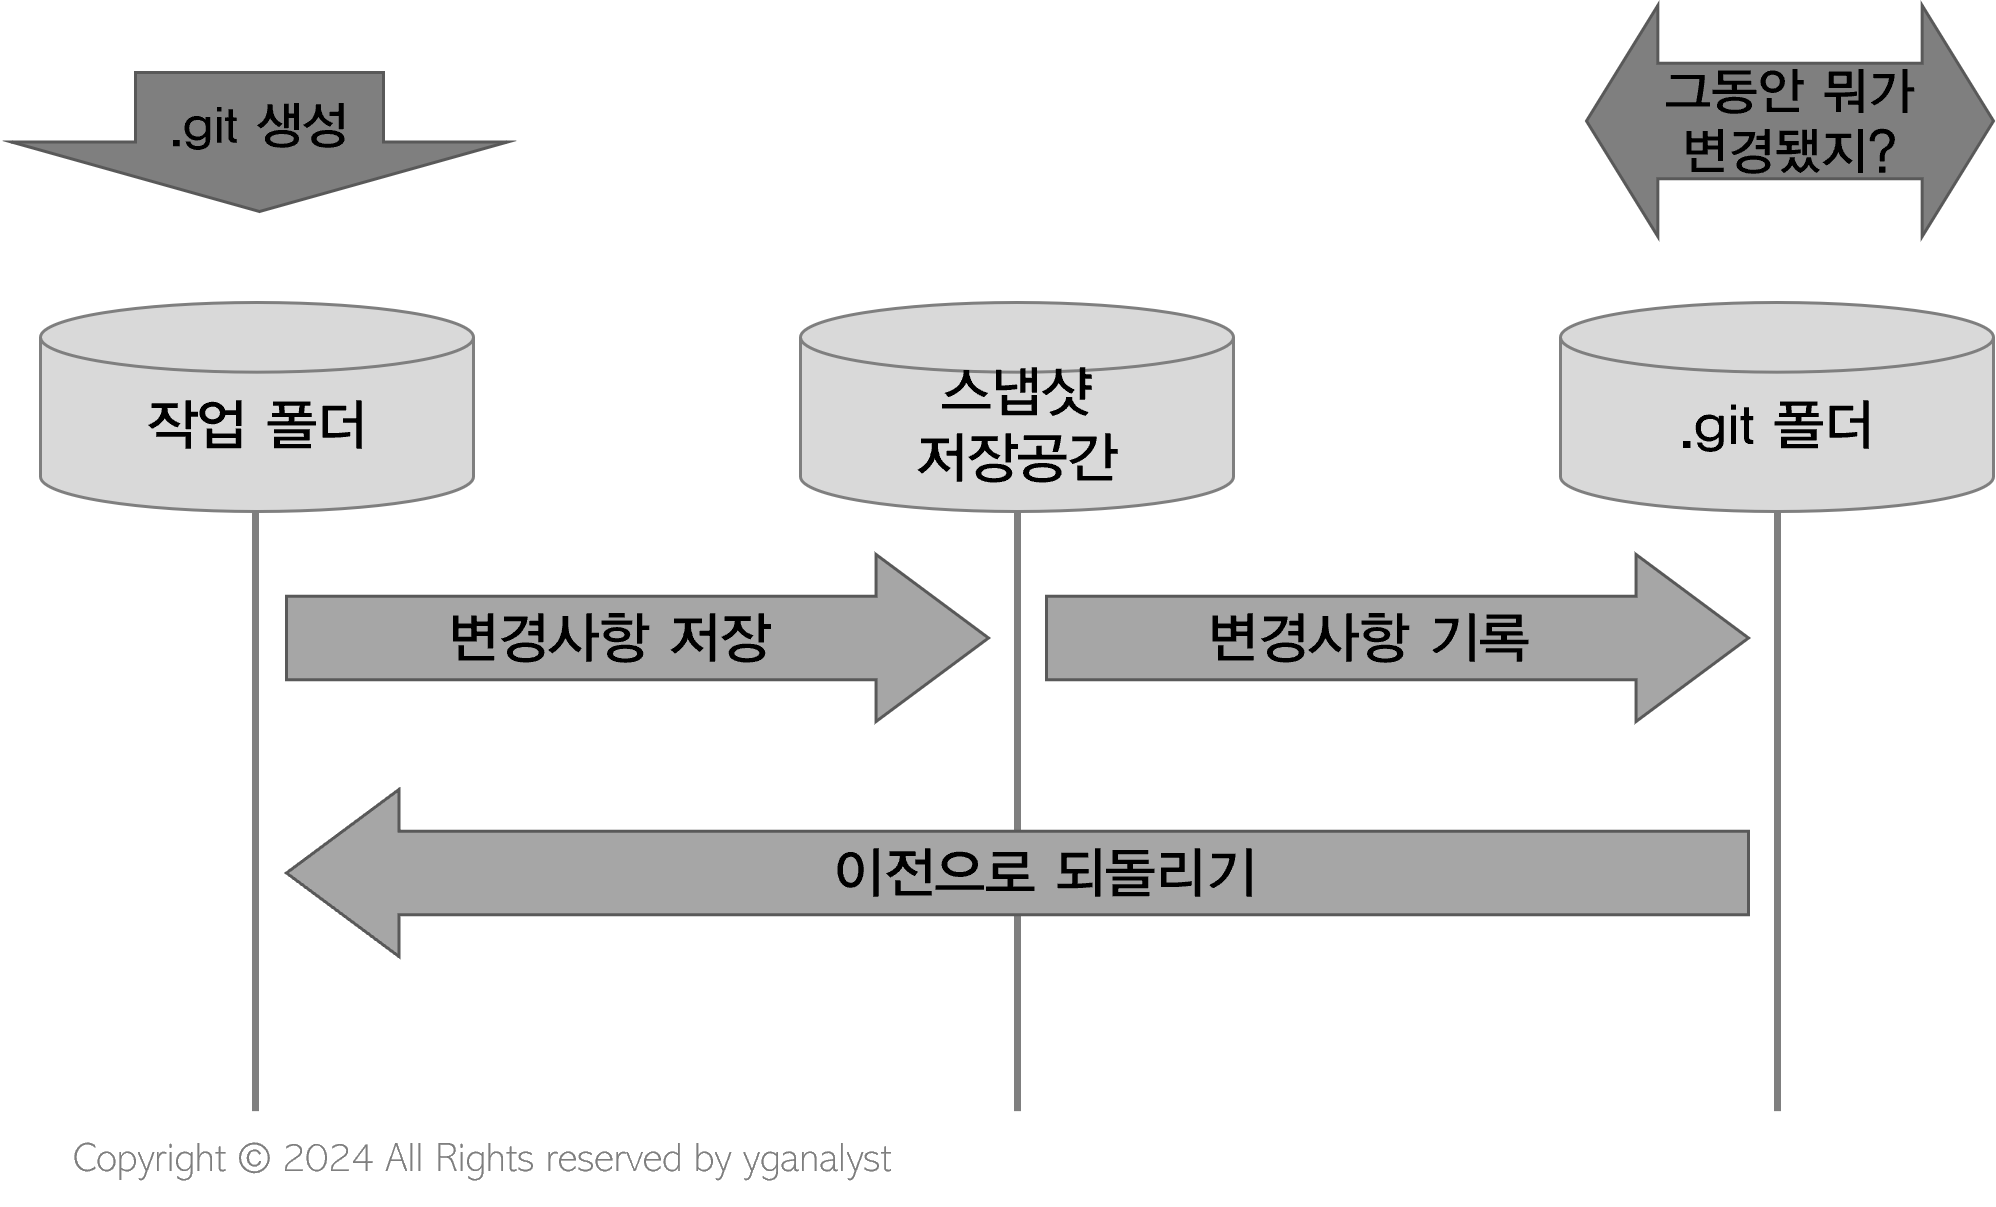 .git 생성
그동안 뭐가
변경됐지?
작업 폴더
스냅샷
저장공간
.git 폴더
변경사항 저장
변경사항 기록
이전으로 되돌리기
Copyright © 2024 All Rights reserved by yganalyst